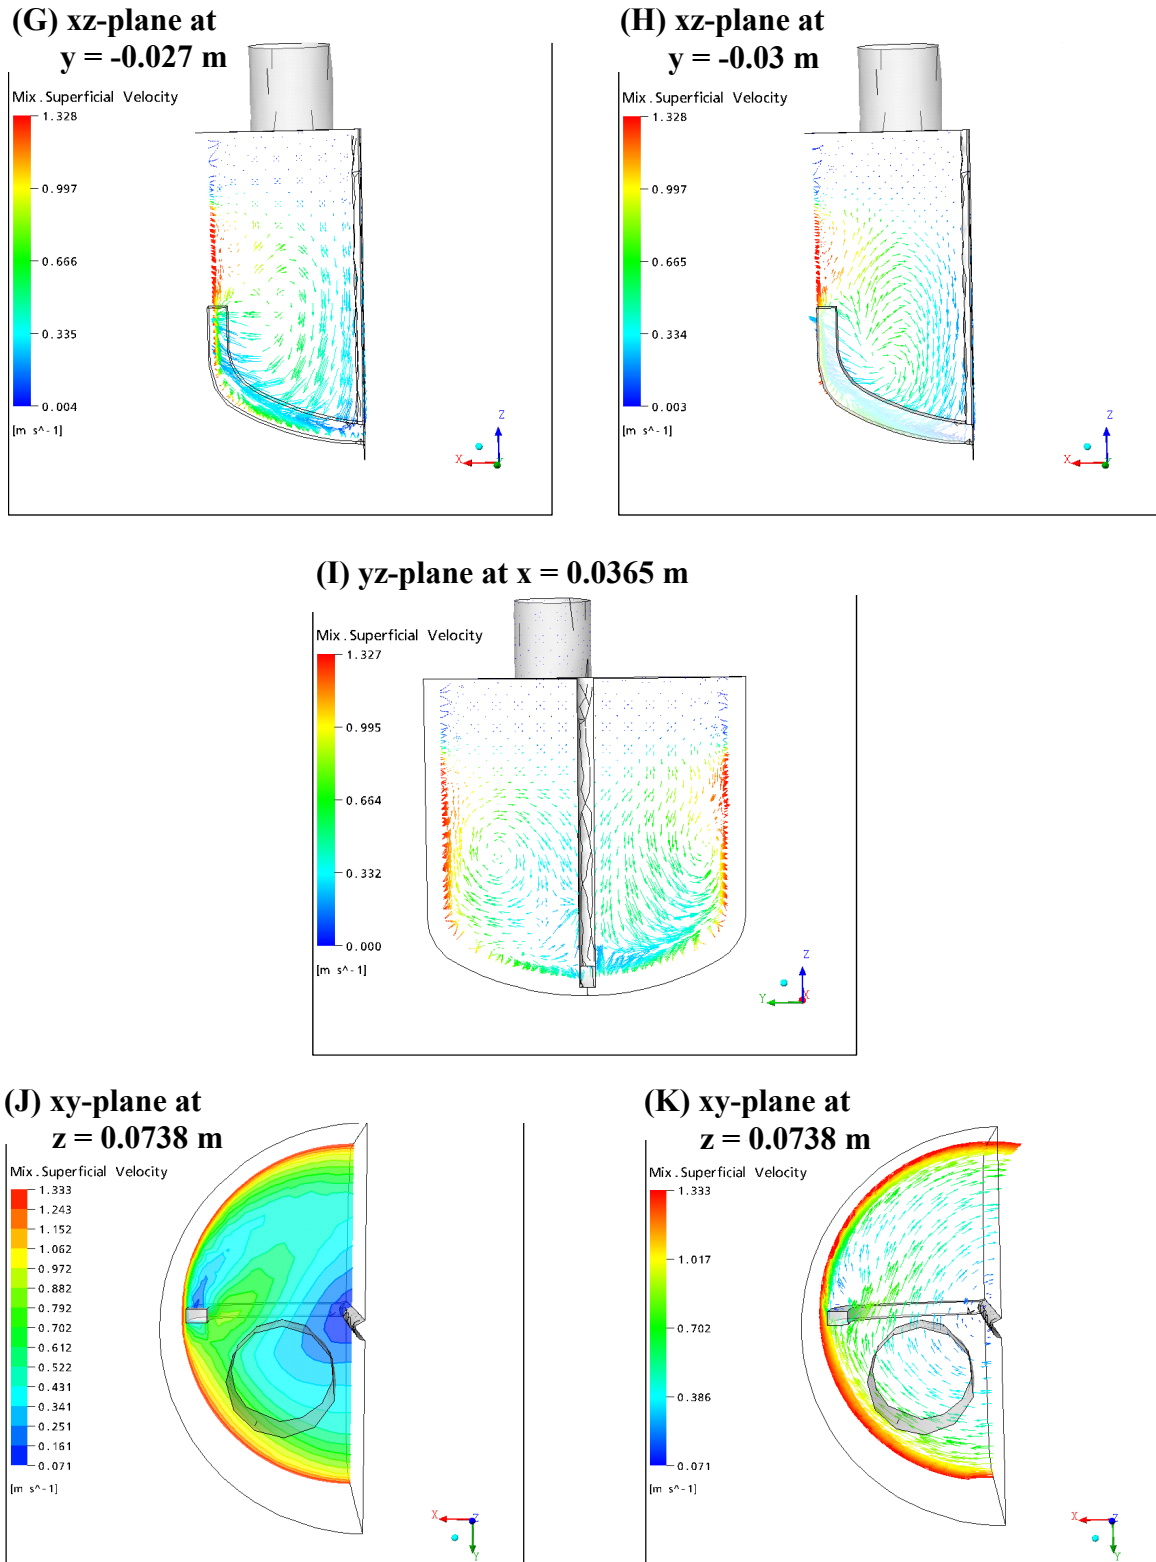 (G) xz-plane at
y = -0.027 m
Mix.Superficial Velocity
1.328
0.997
0.666
0.335
0.004
[m s^-1]
Z
X
Y
(H) xz-plane at
y = -0.03 m
Mix.Superficial Velocity
1.328
0.997
0.665
0.334
0.003
[m s^-1]
Z
X
Y
(I) yz-plane at x = 0.0365 m
Mix.Superficial Velocity
1.327
0.995
0.664
0.332
0.000
[m s^-1]
Z
Y
X
(J) xy-plane at
z = 0.0738 m
Mix.Superficial Velocity
1.333
1.243
1.152
1.062
0.972
0.882
0.792
0.702
0.612
0.522
0.431
0.341
0.251
0.161
0.071
[m s^-1]
X
Z
Y
(K) xy-plane at
z = 0.0738 m
Mix.Superficial Velocity
1.333
1.017
0.702
0.386
0.071
[m s^-1]
X
Z
Y